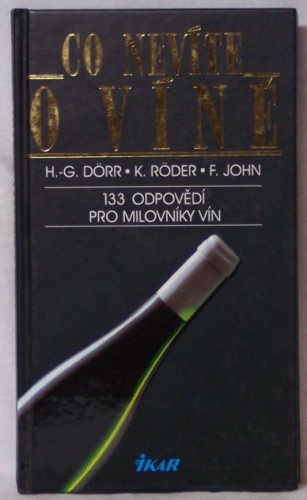 CO NEVÍTE
O VÍNĚ
H.-G. DÖRR ▪ K. RÖDER ▪ F. JOHN
133 ODPOVĚDÍ
PRO MILOVNÍKY VÍN
IKAR